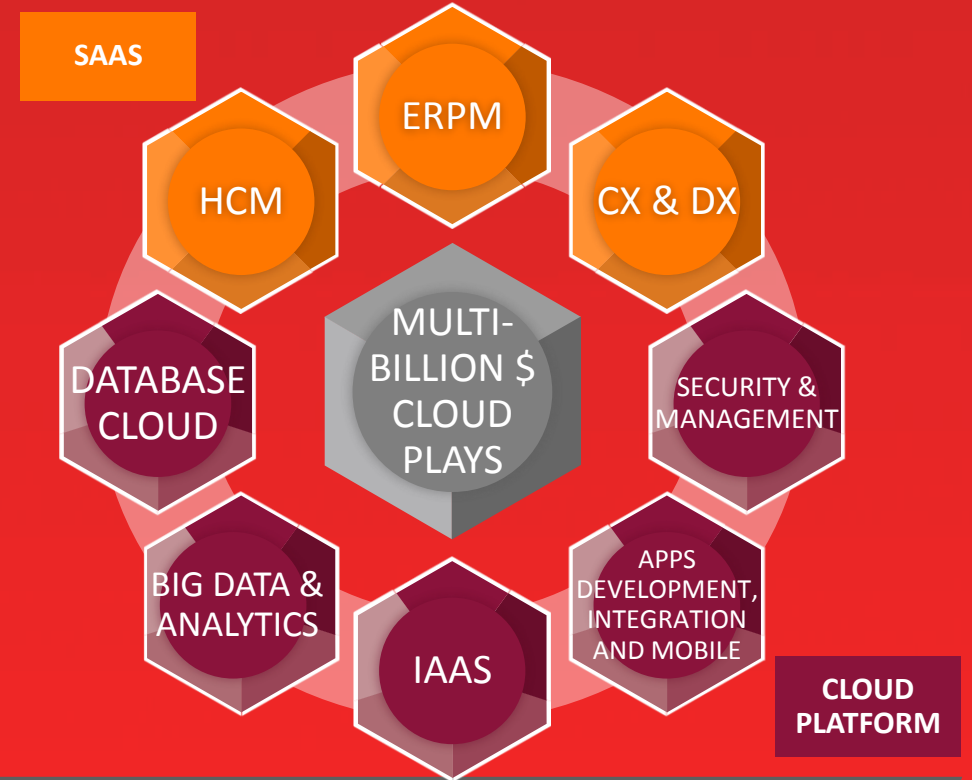 SAAS
ERPM
HCM
CX & DX
MULTI-
BILLION $
CLOUD
PLAYS
DATABASE
CLOUD
SECURITY &
MANAGEMENT
BIG DATA &
ANALYTICS
APPS
DEVELOPMENT,
INTEGRATION
AND MOBILE
IAAS
CLOUD
PLATFORM